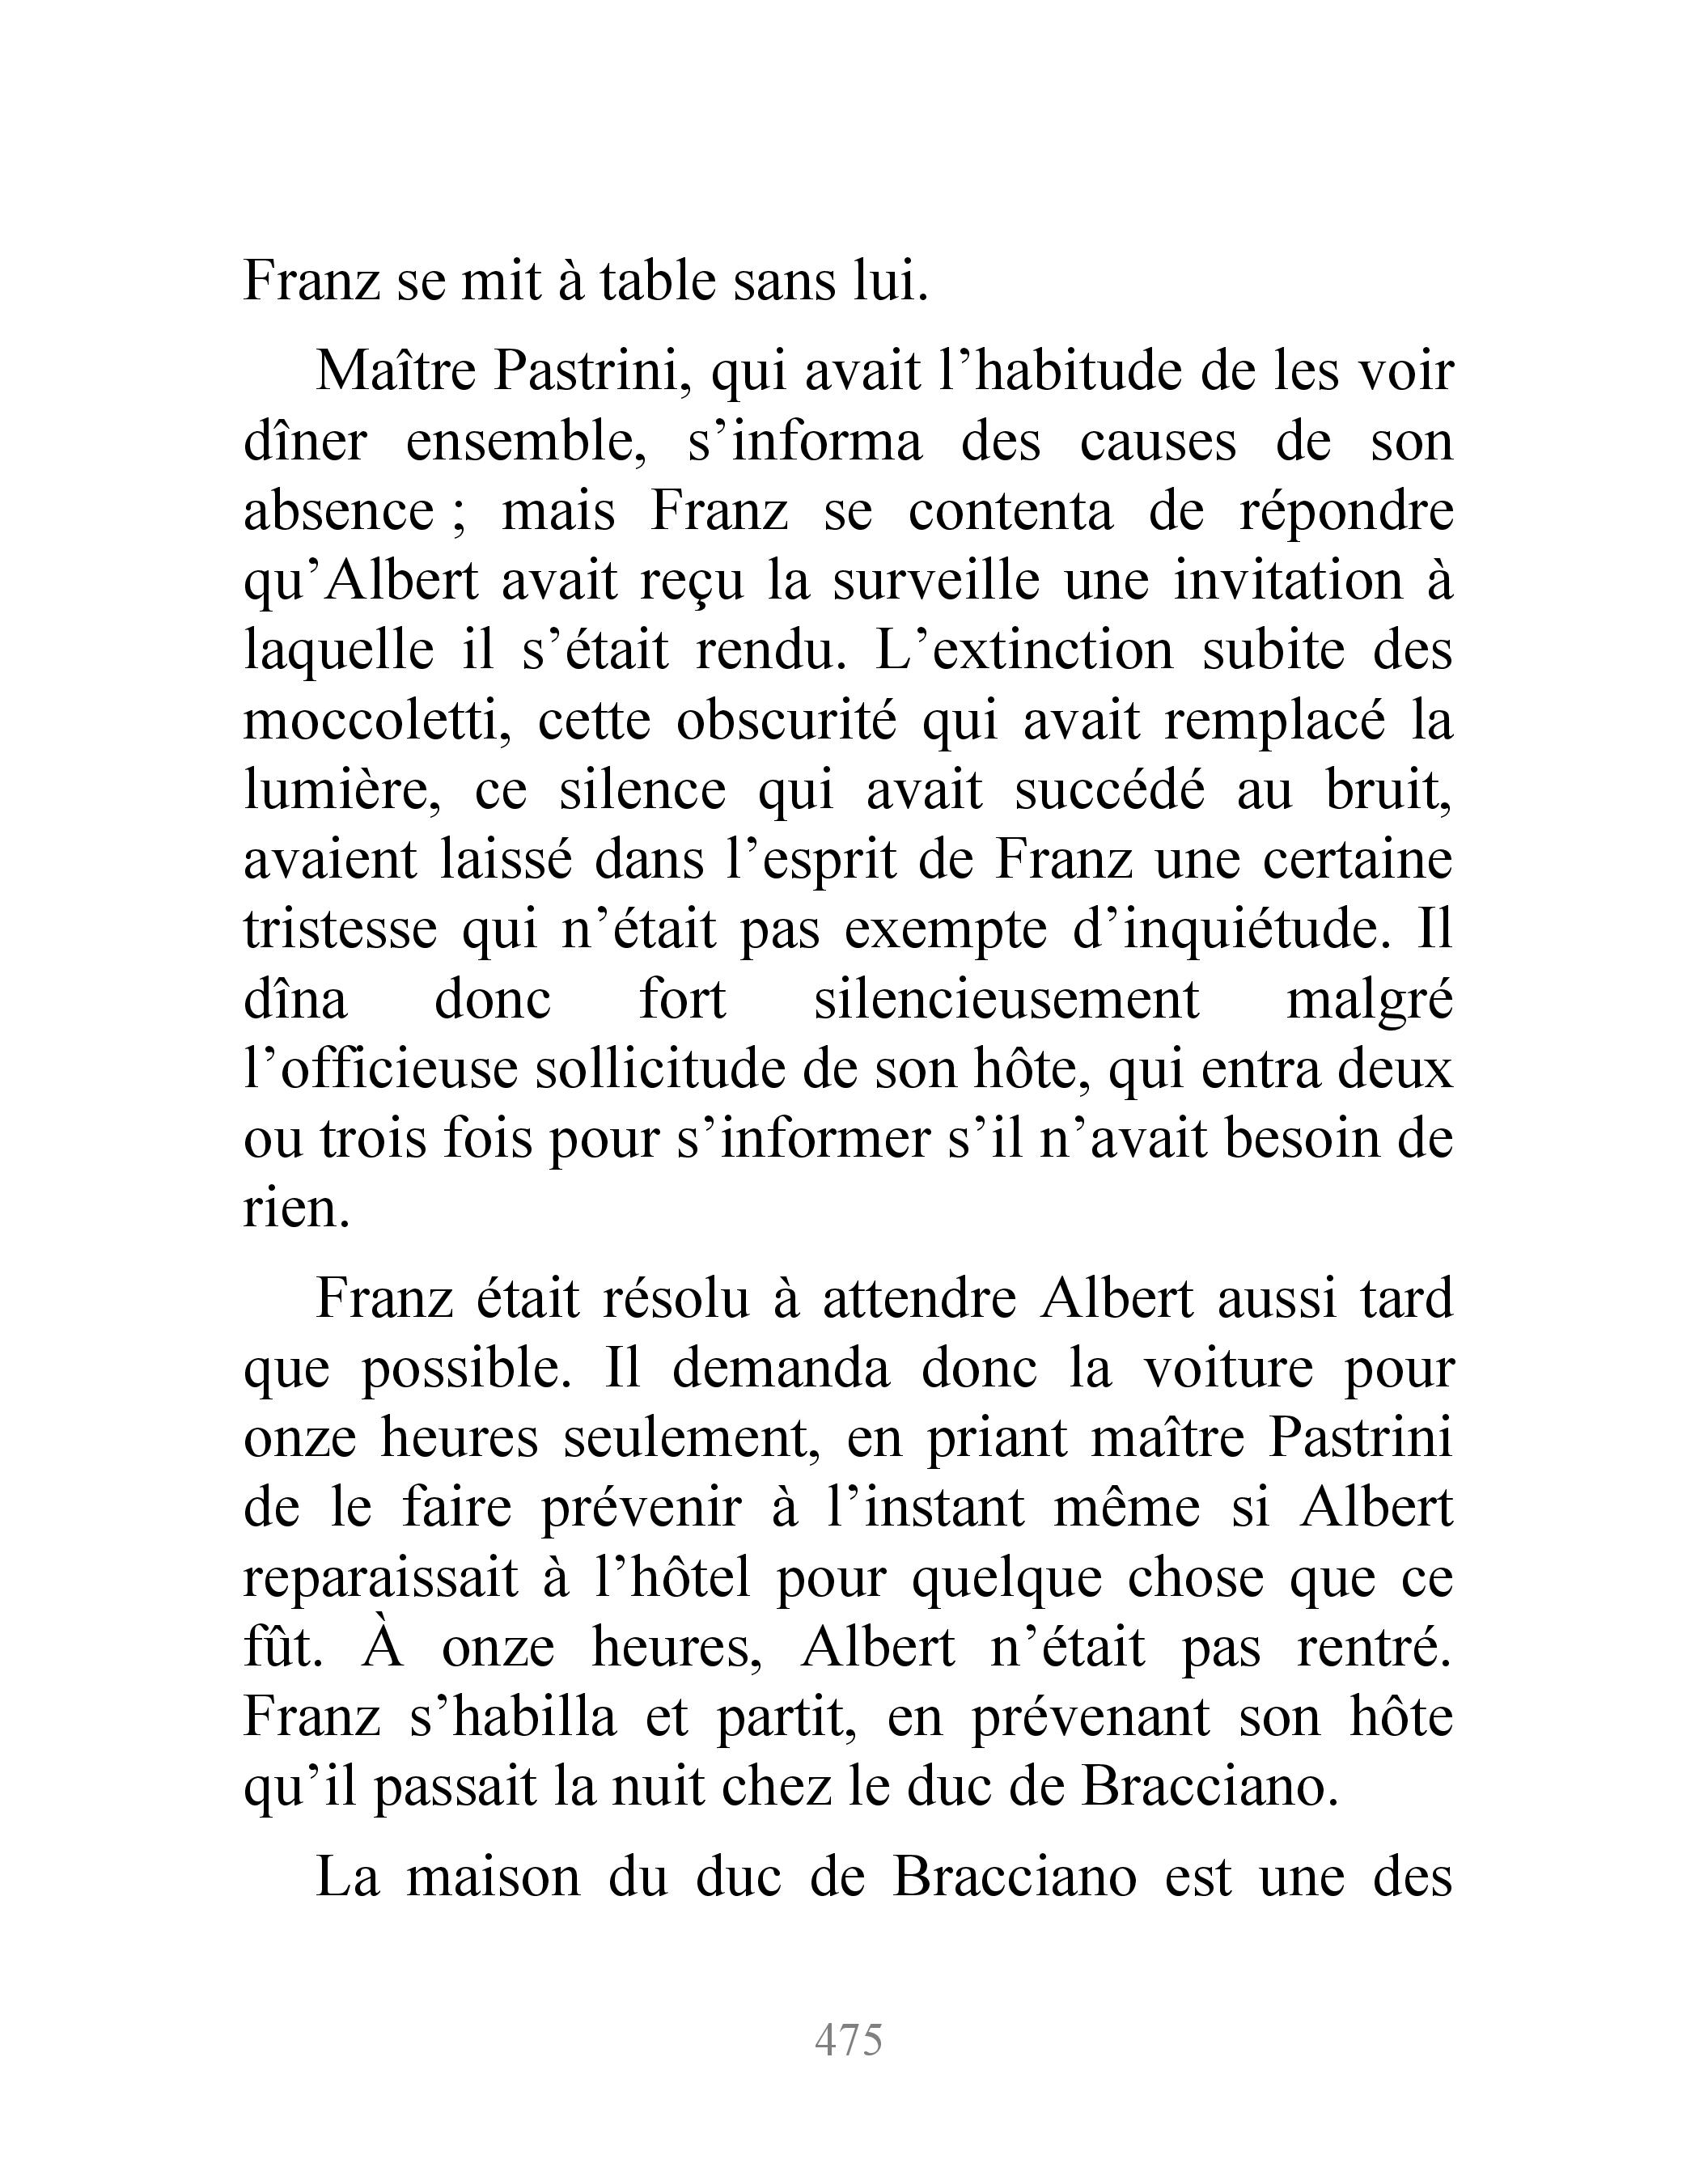 Franz se mit à table sans lui.
Maître Pastrini, qui avait l’habitude de les voir
dîner ensemble, s’informa des causes de son
absence ; mais Franz se contenta de répondre
qu’Albert avait reçu la surveille une invitation à
laquelle il s’était rendu. L’extinction subite des
moccoletti, cette obscurité qui avait remplacé la
lumière, ce silence qui avait succédé au bruit,
avaient laissé dans l’esprit de Franz une certaine
tristesse qui n’était pas exempte d’inquiétude. Il
dîna donc fort silencieusement malgré
l’officieuse sollicitude de son hôte, qui entra deux
ou trois fois pour s’informer s’il n’avait besoin de
rien.
Franz était résolu à attendre Albert aussi tard
que possible. Il demanda donc la voiture pour
onze heures seulement, en priant maître Pastrini
de le faire prévenir à l’instant même si Albert
reparaissait à l’hôtel pour quelque chose que ce
fût. À onze heures, Albert n’était pas rentré.
Franz s’habilla et partit, en prévenant son hôte
qu’il passait la nuit chez le duc de Bracciano.
La maison du duc de Bracciano est une des
475